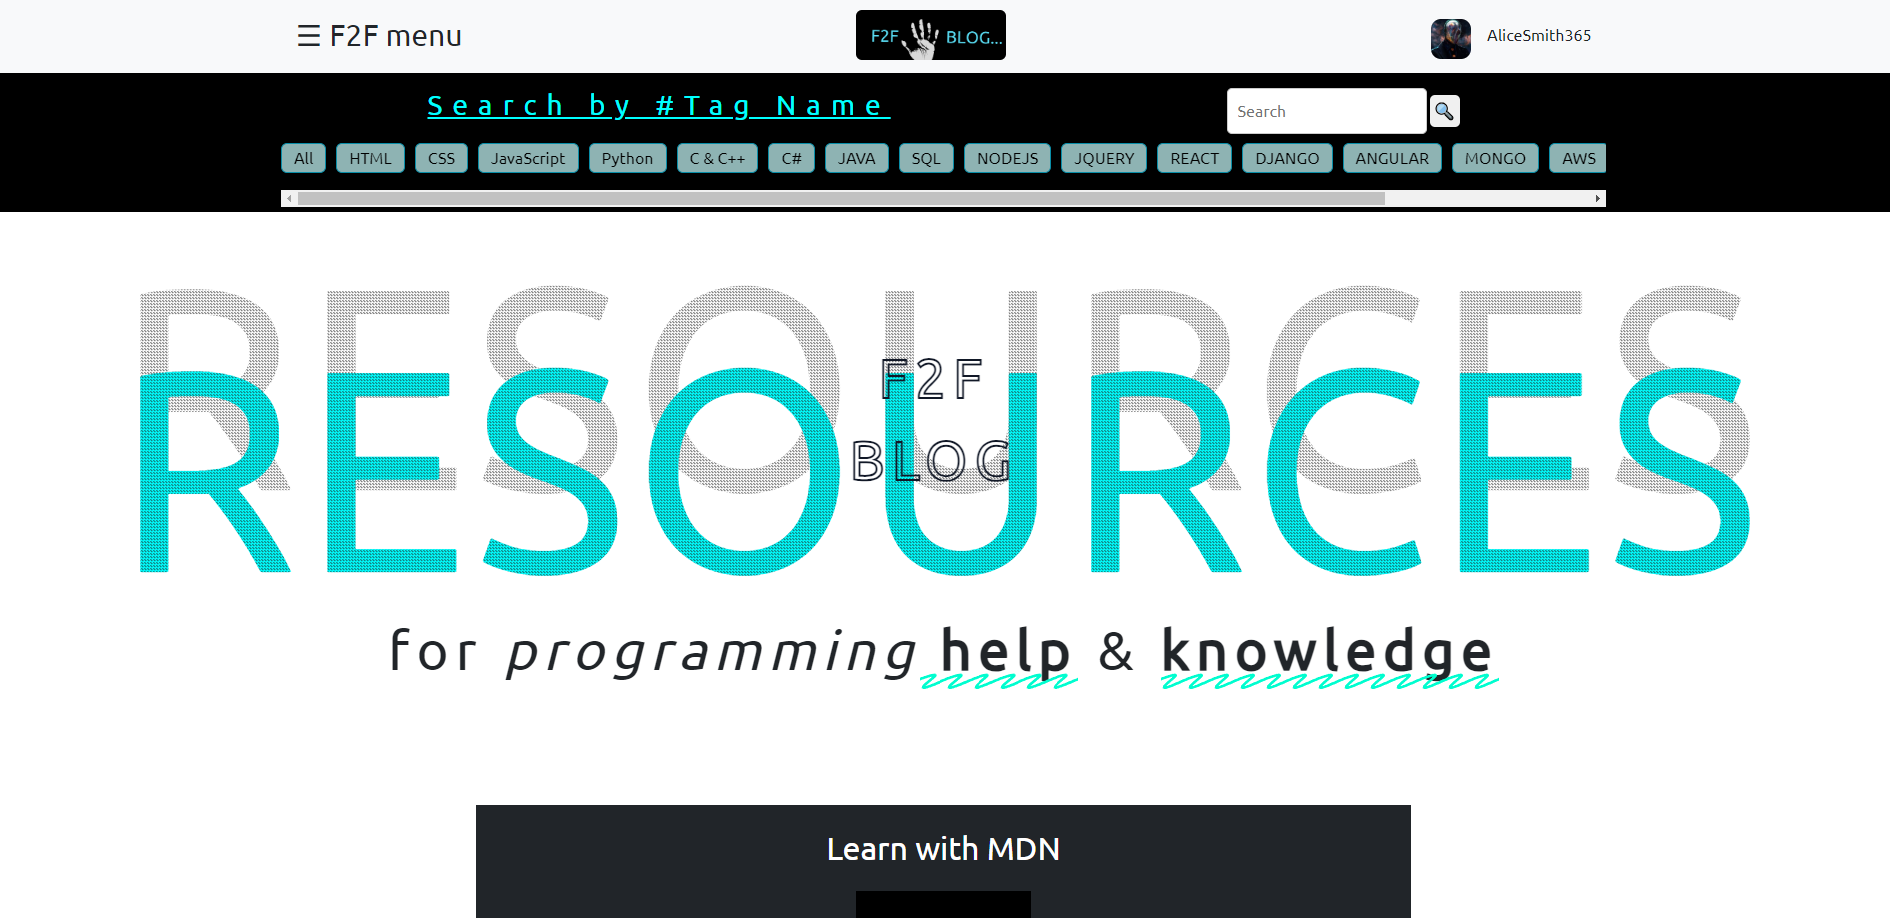 ☰ F2F menu
F2F BLOG...
AliceSmith365
Search by #Tag Name
Search
All HTML CSS JavaScript Python C & C++ C# JAVA SQL NODEJS JQUERY REACT DJANGO ANGULAR MONGO AWS
RESOURCES
RESOURCES
F2F
BLOG
for programming help & knowledge
Learn with MDN